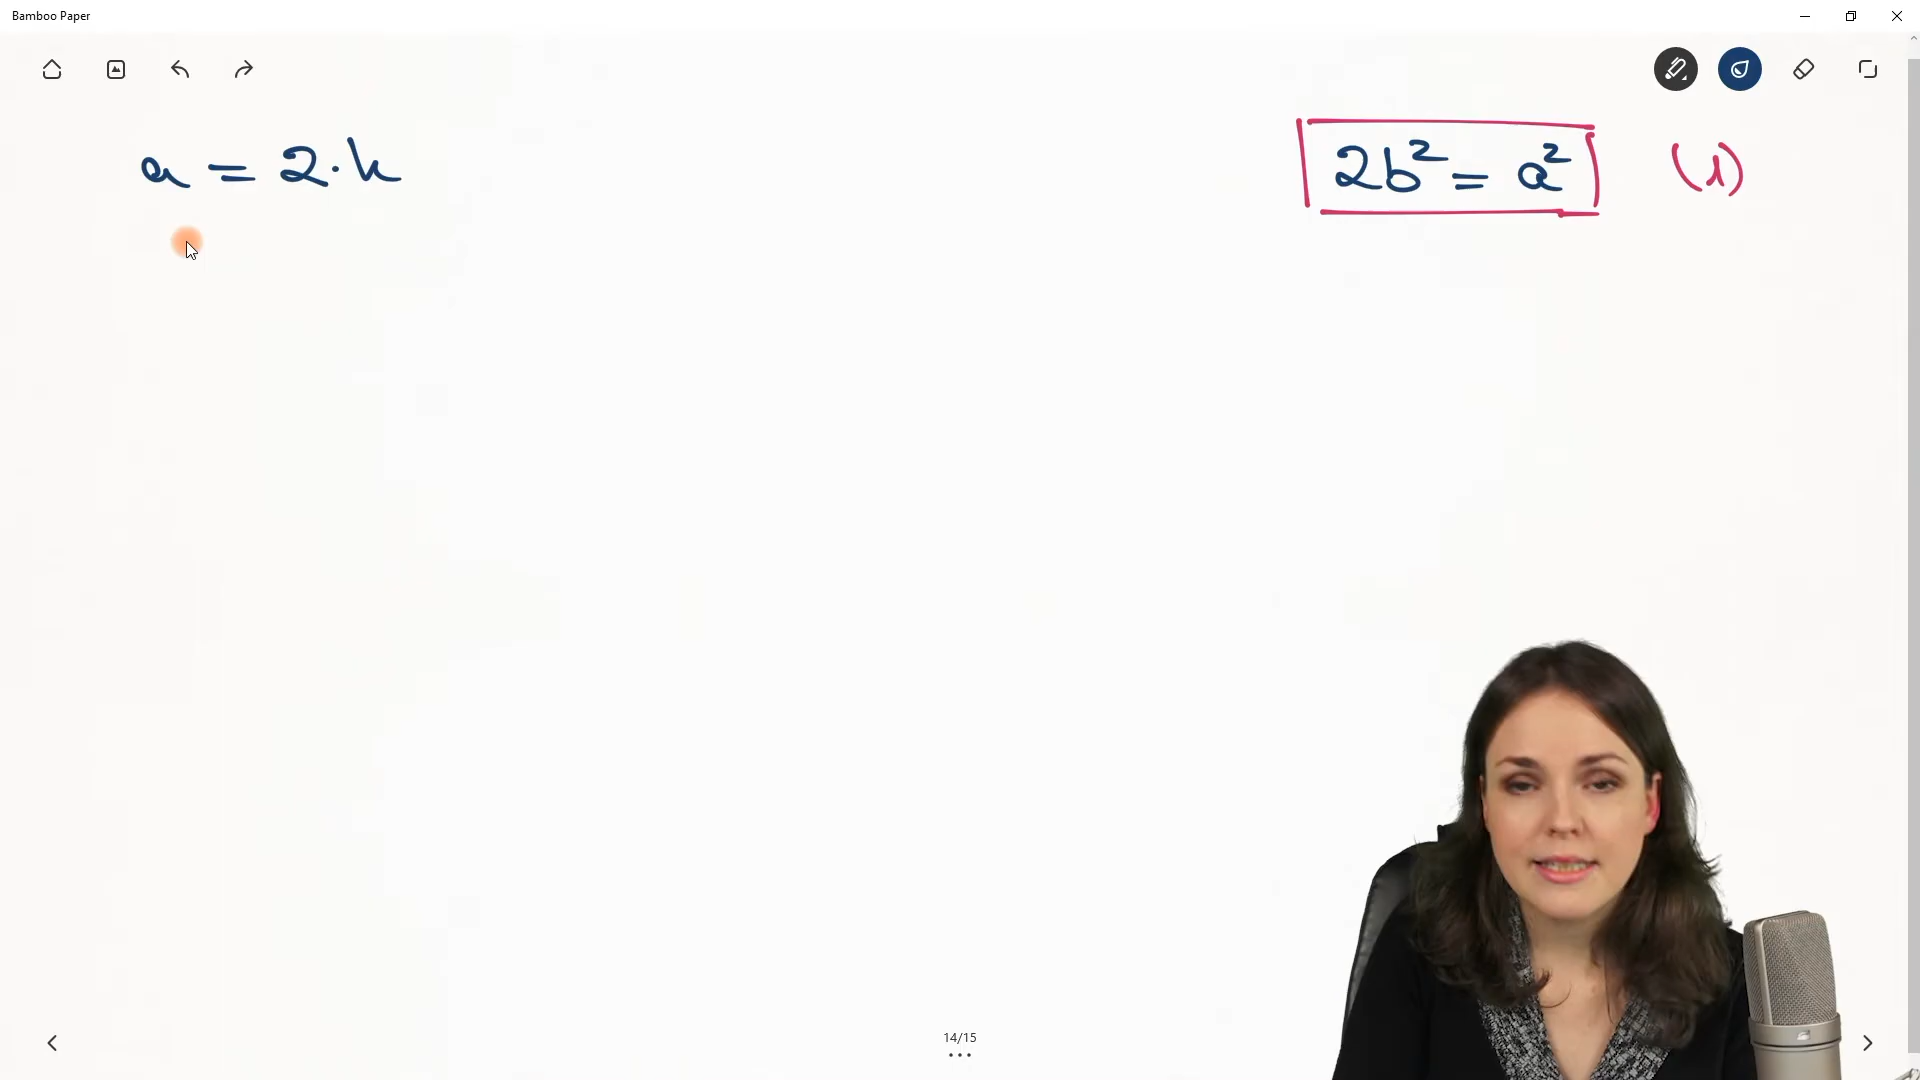 Bamboo Paper
a = 2·k
2b² = a² (1)
14/15